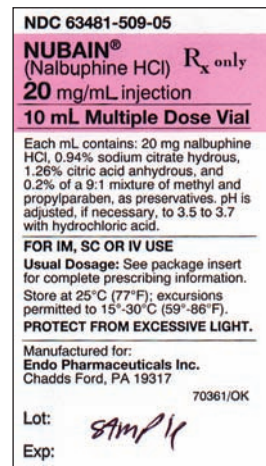 NDC 63481-509-05
NUBAIN®
(Nalbuphine HCl) Rx only
20 mg/mL injection
10 mL Multiple Dose Vial
Each mL contains: 20 mg nalbuphine
HCl, 0.94% sodium citrate hydrous,
1.26% citric acid anhydrous, and
0.2% of a 9:1 mixture of methyl and
propylparaben, as preservatives. pH is
adjusted, if necessary, to 3.5 to 3.7
with hydrochloric acid.
FOR IM, SC OR IV USE
Usual Dosage: See package insert
for complete prescribing information.
Store at 25°C (77°F); excursions
permitted to 15°-30°C (59°-86°F).
PROTECT FROM EXCESSIVE LIGHT.
Manufactured for:
Endo Pharmaceuticals Inc.
Chadds Ford, PA 19317
70361/OK
Lot: SAMPLE
Exp: